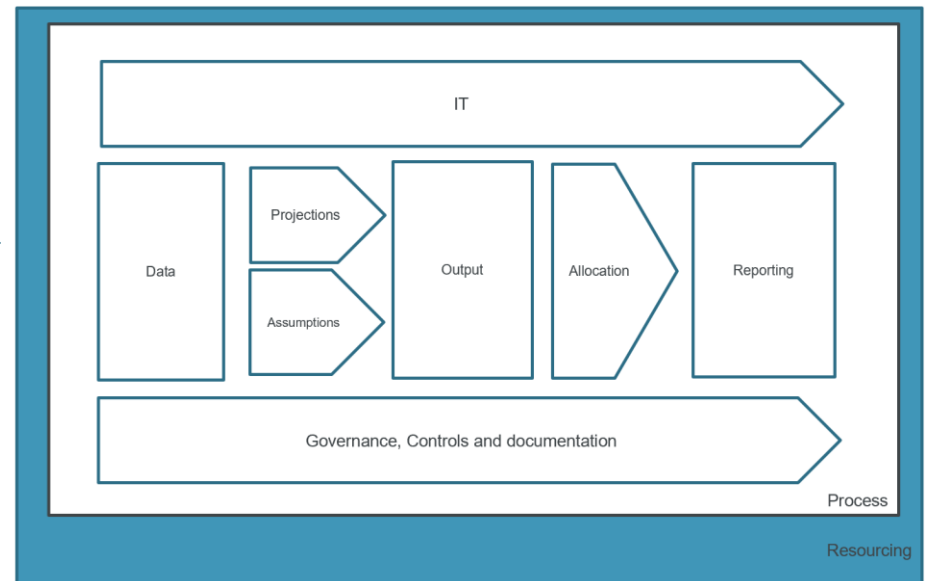 IT
Data
Projections
Assumptions
Output
Allocation
Reporting
Governance, Controls and documentation
Process
Resourcing